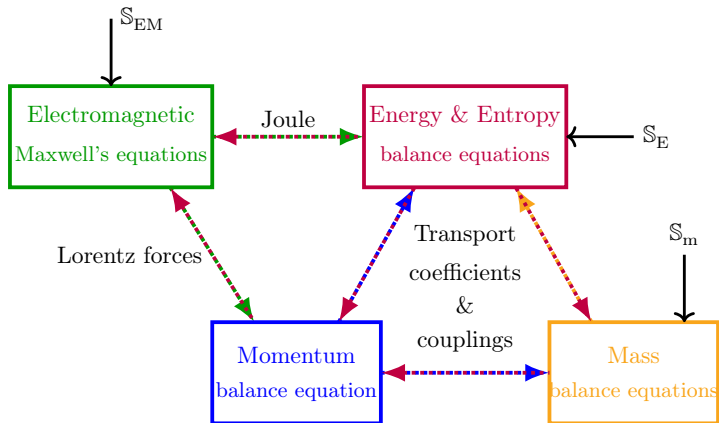 𝕊EM
Electromagnetic
Maxwell's equations
Joule
Energy & Entropy
balance equations
𝕊E
Lorentz forces
Transport
coefficients
&
couplings
𝕊m
Momentum
balance equation
Mass
balance equations